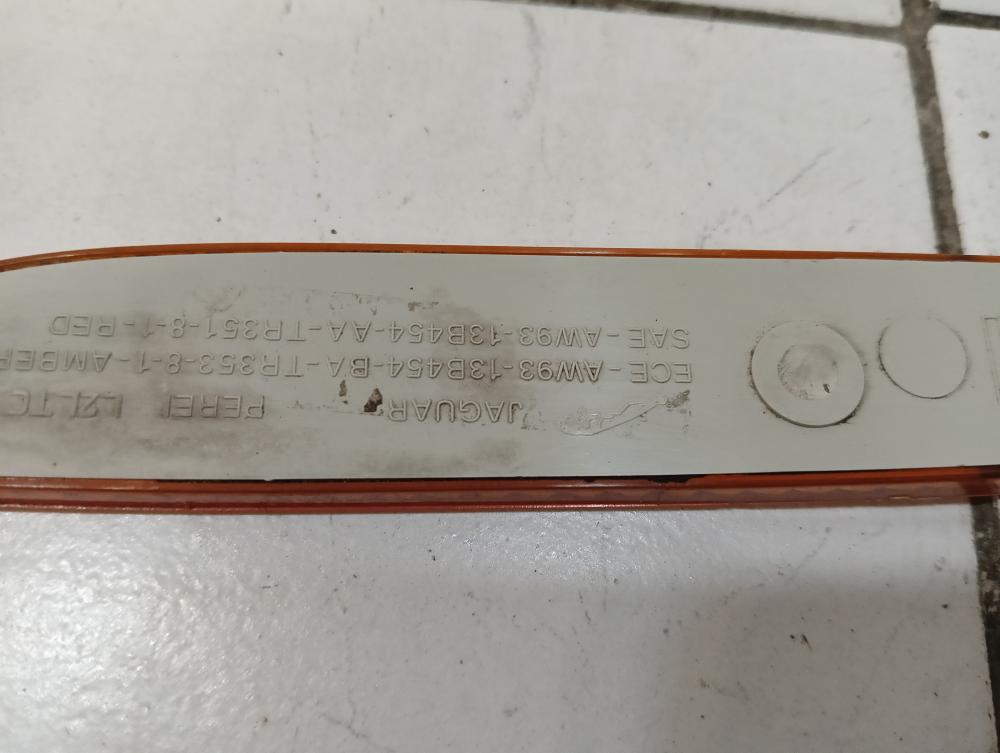 L2LTC PEREI JAGUAR
ECE - AW93-13B454-BA-TR353-8-1-AMBER
SAE - AW93-13B454-AA-TR351-8-1-RED